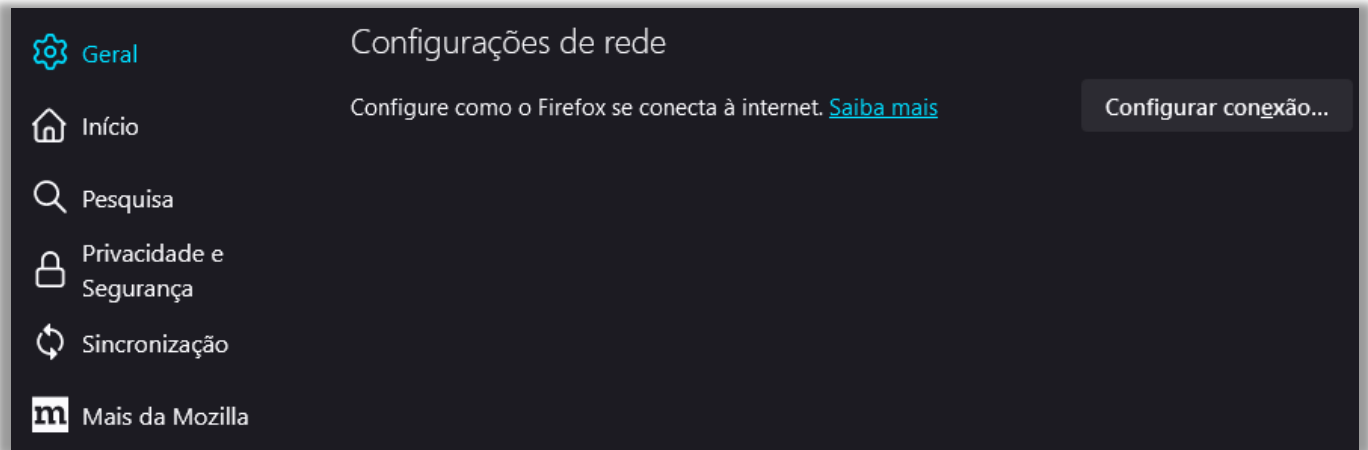 Geral
Início
Pesquisa
Privacidade e
Segurança
Sincronização
m Mais da Mozilla
Configurações de rede
Configure como o Firefox se conecta à internet. Saiba mais
Configurar conexão...